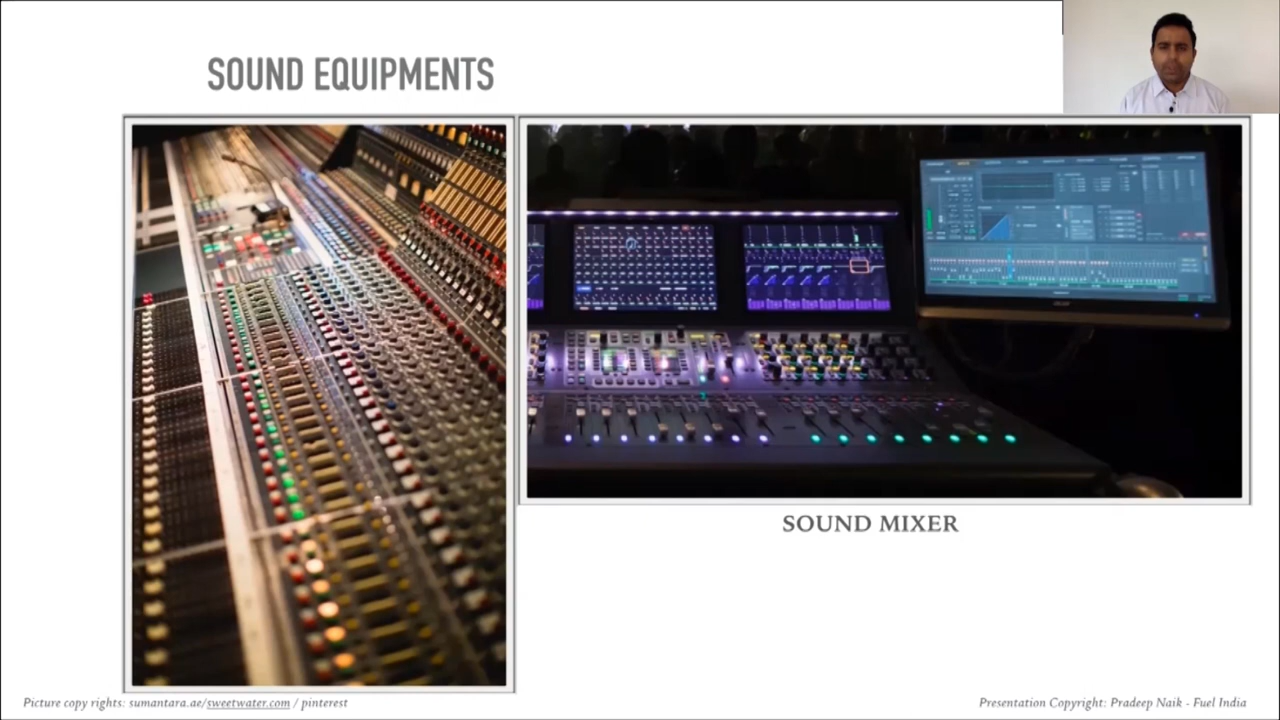 SOUND EQUIPMENTS
SOUND MIXER
Picture copy rights: sumantara.ae/sweetwater.com / pinterest
Presentation Copyright: Pradeep Naik - Fuel India